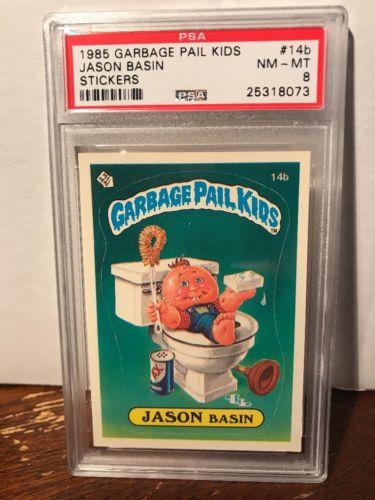 PSA
1985 GARBAGE PAIL KIDS #14b
JASON BASIN NM - MT
STICKERS 8
PSA 25318073
14b
GARBAGE PAIL KIDS
TM
JASON BASIN